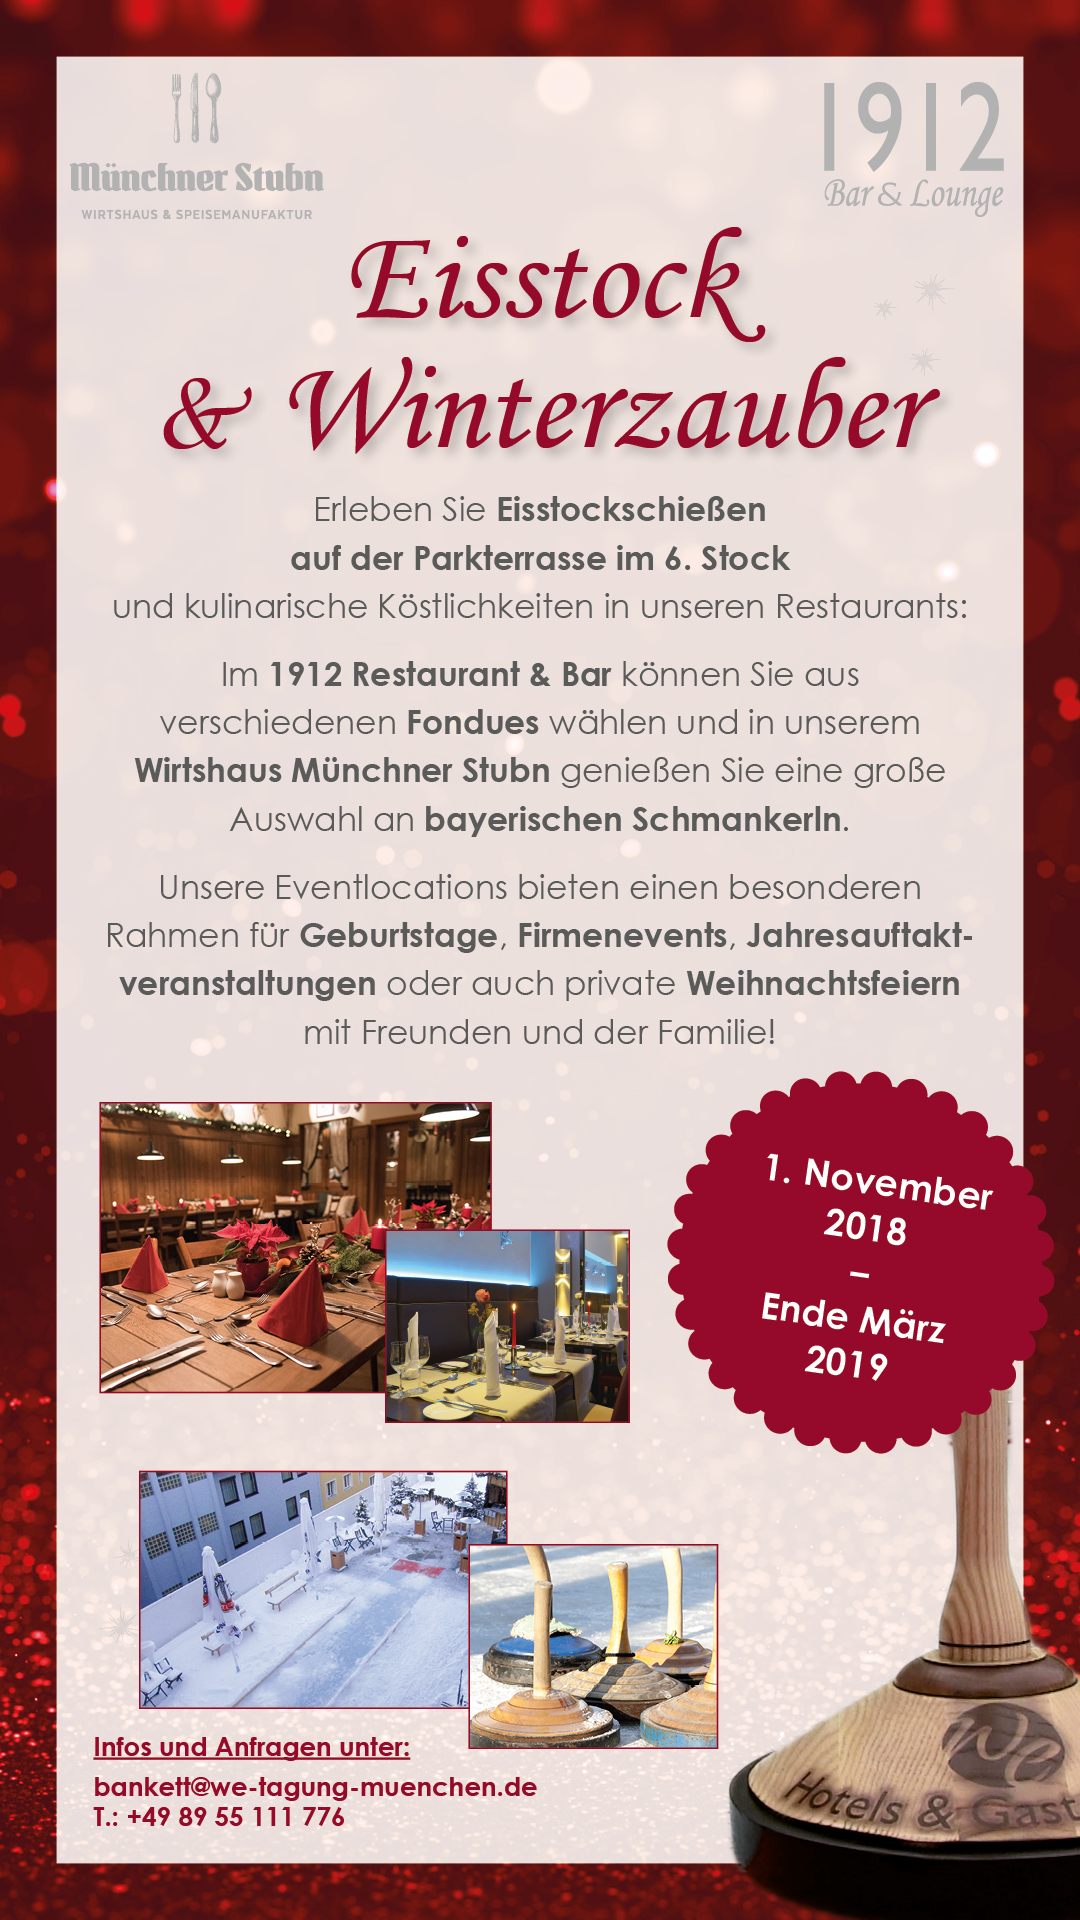 Münchner Stubn
WIRTSHAUS & SPEISEMANUFAKTUR
1912
Bar & Lounge
Eisstock
& Winterzauber
Erleben Sie Eisstockschießen
auf der Parkterrasse im 6. Stock
und kulinarische Köstlichkeiten in unseren Restaurants:
Im 1912 Restaurant & Bar können Sie aus
verschiedenen Fondues wählen und in unserem
Wirtshaus Münchner Stubn genießen Sie eine große
Auswahl an bayerischen Schmankerln.
Unsere Eventlocations bieten einen besonderen
Rahmen für Geburtstage, Firmenevents, Jahresauftakt-
veranstaltungen oder auch private Weihnachtsfeiern
mit Freunden und der Familie!
1. November
2018
–
Ende März
2019
Infos und Anfragen unter:
bankett@we-tagung-muenchen.de
T.: +49 89 55 111 776
Hotels & Gast